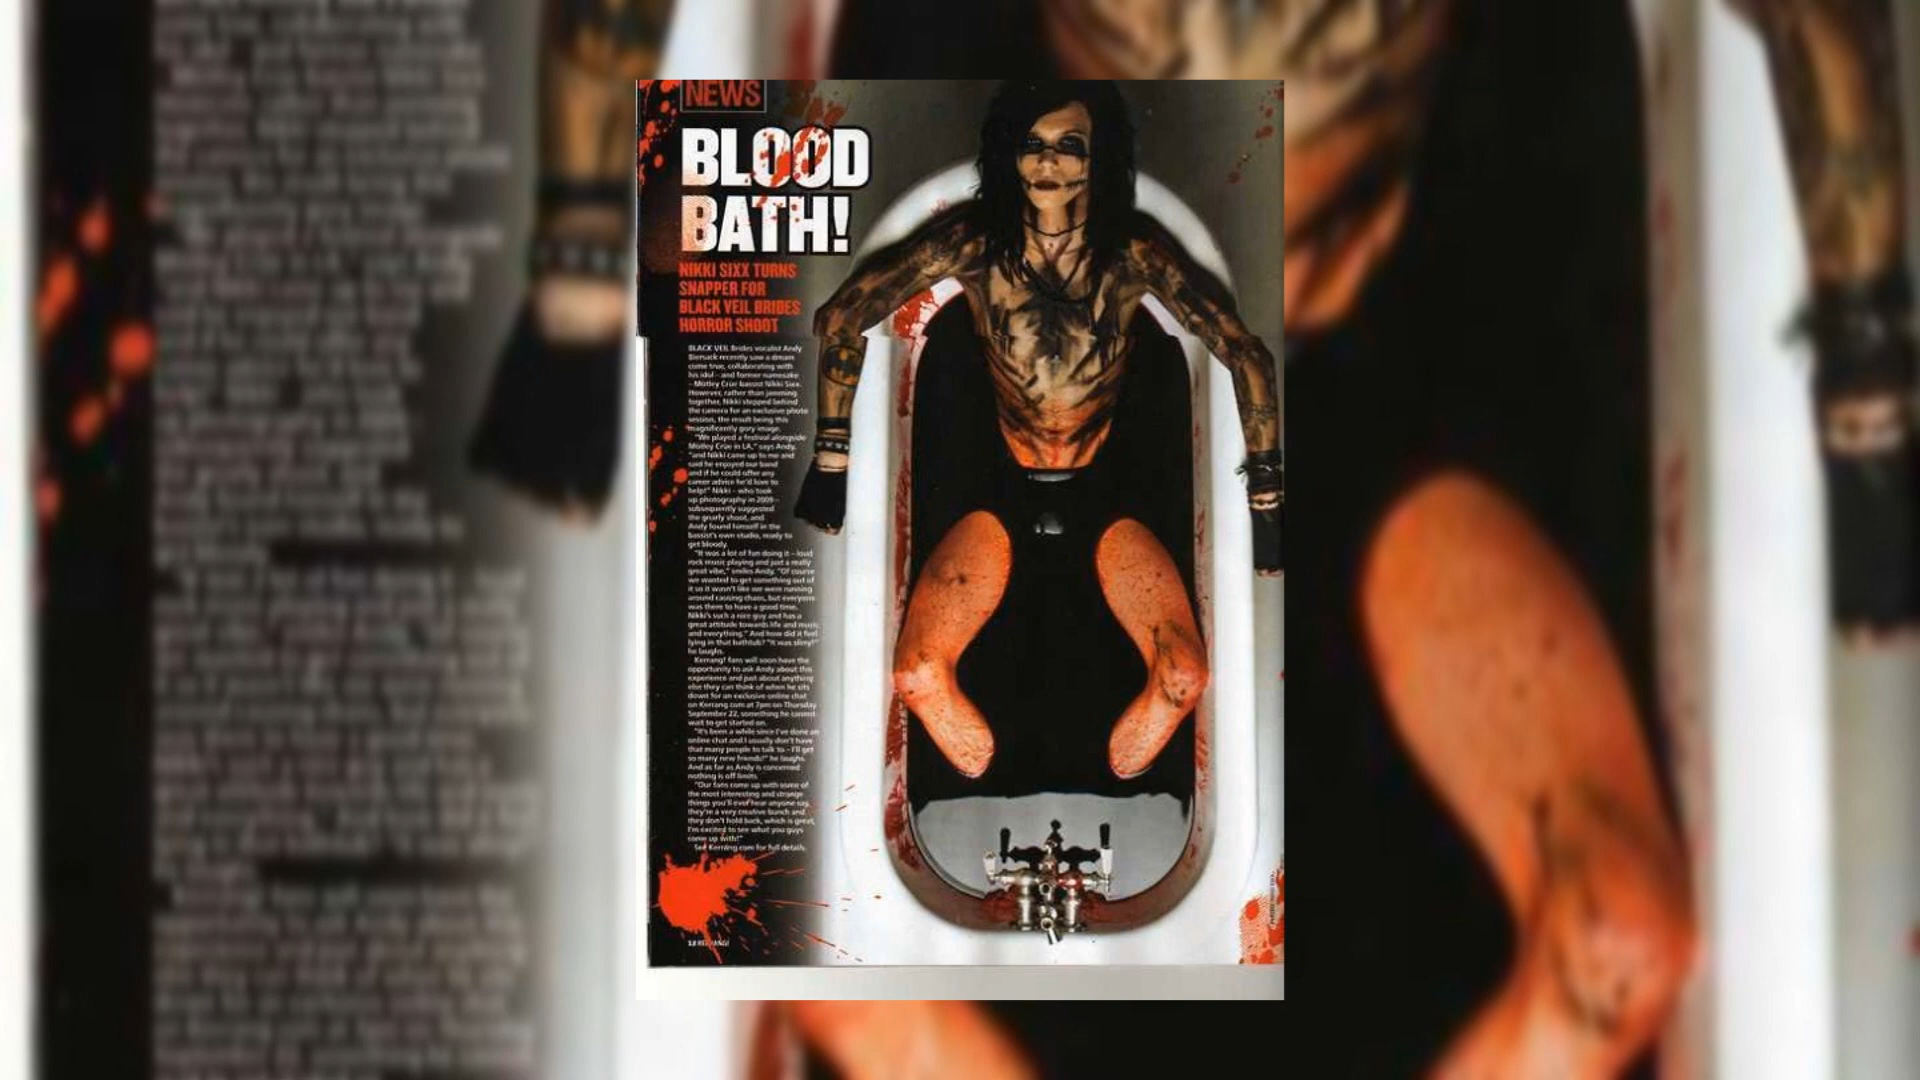 NEWS
BLOOD
BATH!
NIKKI SIXX TURNS
SNAPPER FOR
BLACK VEIL BRIDES
HORROR SHOOT
BLACK VEIL Brides vocalist Andy
Biersack recently saw a dream
come true, collaborating with
his idol – and former namesake
– Mötley Crüe bassist Nikki Sixx.
However, rather than jamming
together, Nikki stepped behind
the camera for an exclusive photo
session, the result being this
magnificently gory image.
"We played a festival alongside
Mötley Crüe in LA," says Andy,
"and Nikki came up to me and
said he enjoyed our band
and if he could offer any
career advice he'd love to
help!" Nikki – who took
up photography in 2009 –
subsequently suggested
the gnarly shoot, and
Andy found himself in the
bassist's own studio, ready to
get bloody.
"It was a lot of fun doing it – loud
rock music playing and just a really
great vibe," smiles Andy. "Of course
we wanted to get something out of
it so it wasn't like we were running
around causing chaos, but everyone
was there to have a good time.
Nikki's such a nice guy and has a
great attitude towards life and music
and everything." And how did it feel
lying in that bathtub? "It was slimy!"
he laughs.
Kerrang! fans will soon have the
opportunity to ask Andy about this
experience and just about anything
else they can think of when he sits
down for an exclusive online chat
on Kerrang.com at 7pm on Thursday
September 22, something he cannot
wait to get started on.
"It's been a while since I've done an
online chat and I usually don't have
that many people to talk to – I'll get
so many new friends!" he laughs.
And as far as Andy is concerned
nothing is off limits.
"Our fans come up with some of
the most interesting and strange
things you'll ever hear anyone say,
they're a very creative bunch and
they don't hold back, which is great,
I'm excited to see what you guys
come up with!"
See Kerrang.com for full details.